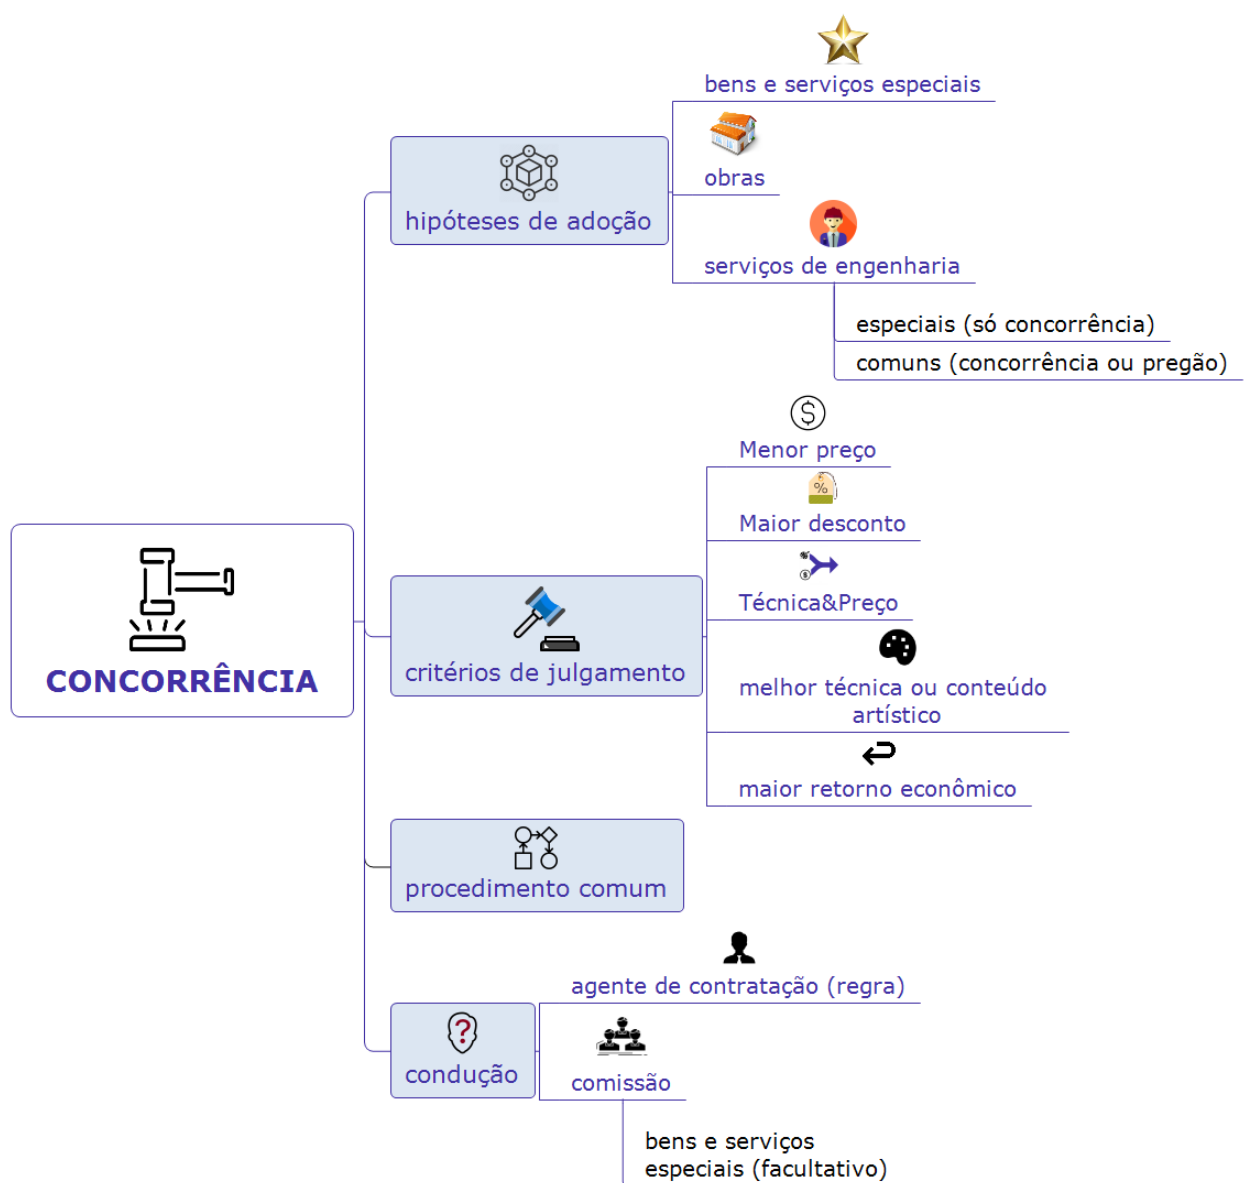 bens e serviços especiais
obras
hipóteses de adoção
serviços de engenharia
especiais (só concorrência)
comuns (concorrência ou pregão)
$
Menor preço
%
Maior desconto
% $
Técnica&Preço
CONCORRÊNCIA
critérios de julgamento
melhor técnica ou conteúdo
artístico
maior retorno econômico
procedimento comum
agente de contratação (regra)
?
condução
comissão
bens e serviços
especiais (facultativo)